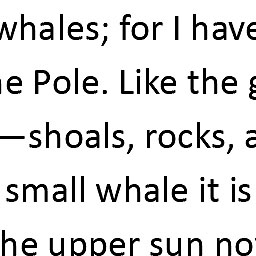 whales; for I have
e Pole. Like the
—shoals, rocks,
small whale it is
he upper sun no